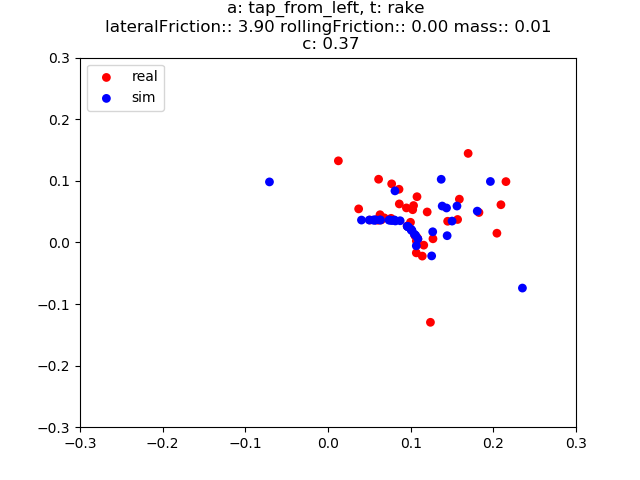 a: tap_from_left, t: rake
lateralFriction:: 3.90 rollingFriction:: 0.00 mass:: 0.01
c: 0.37
real
sim
0.3
0.2
0.1
0.0
−0.1
−0.2
−0.3
−0.3 −0.2 −0.1 0.0 0.1 0.2 0.3